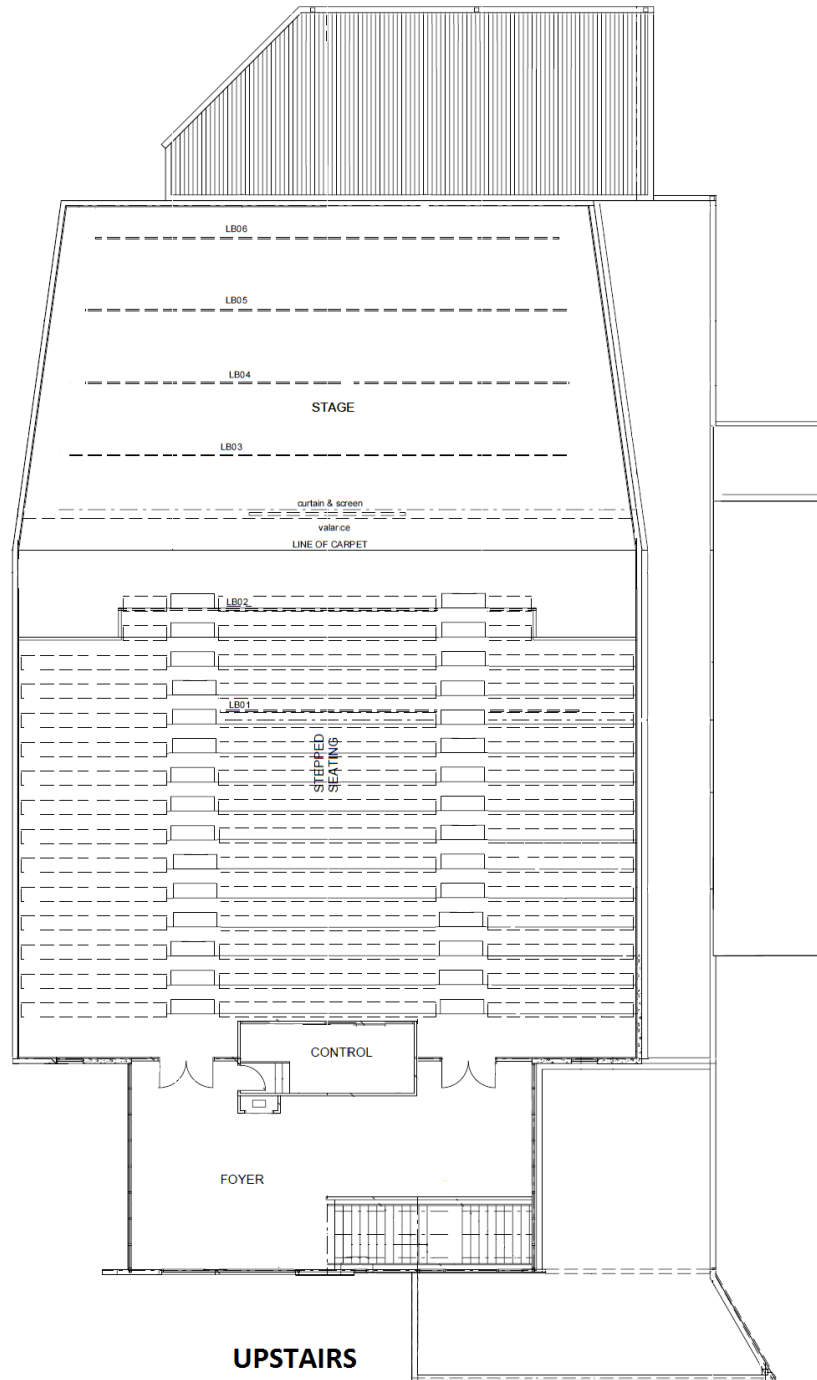 LB06
LB05
LB04
STAGE
LB03
curtain & screen
valance
LINE OF CARPET
LB02
LB01
STEPPED
SEATING
CONTROL
FOYER
UPSTAIRS